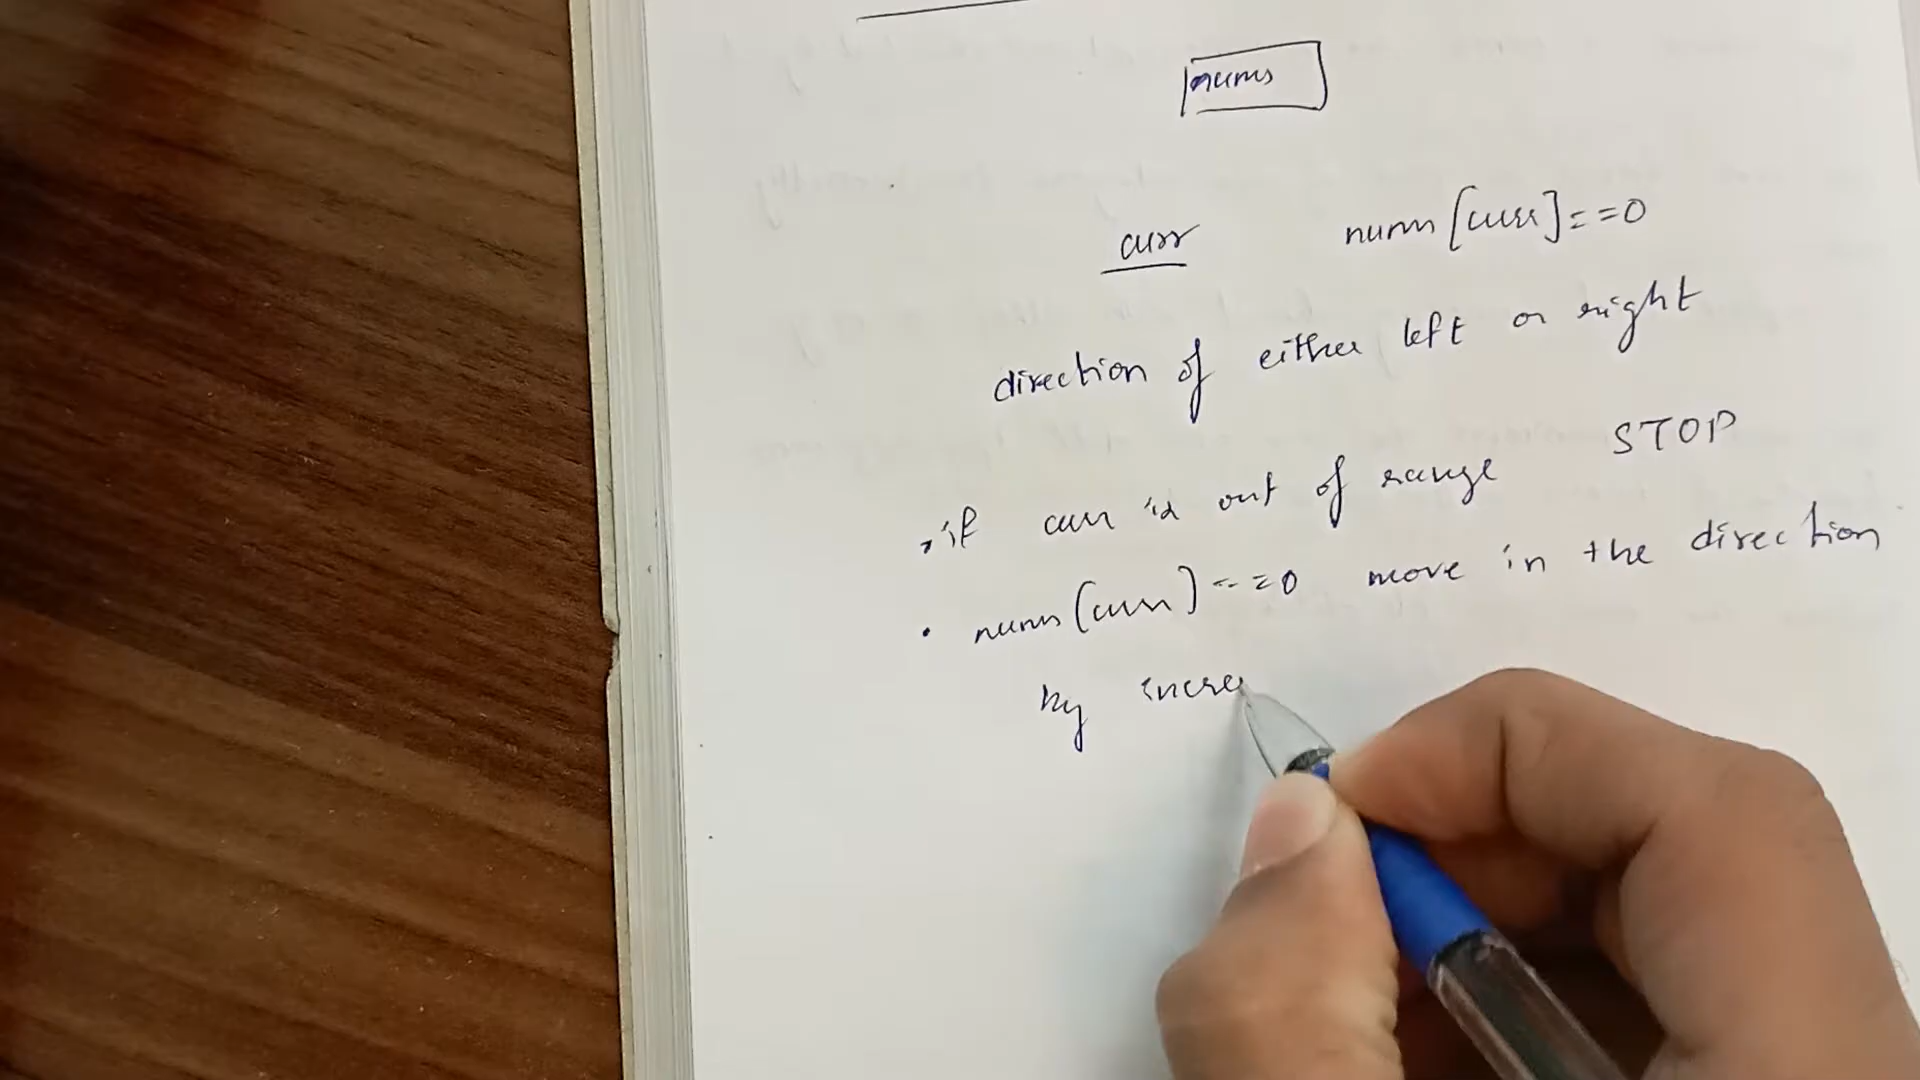 nums
curr nums[curr]==0
direction of either left or right
STOP
if curr is out of range
nums[curr]==0 move in the direction
by incre